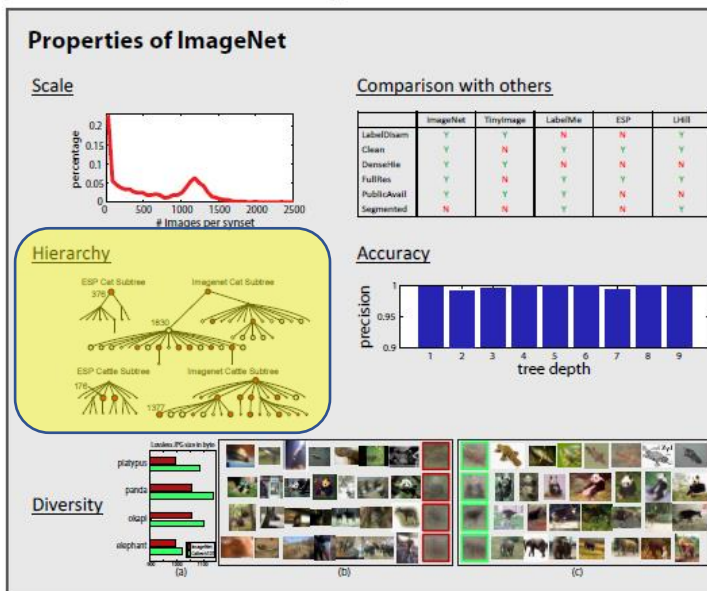 Properties of ImageNet
Scale
percentage
0.2
0.15
0.1
0.05
0
0 500 1000 1500 2000 2500
# Images per synset
Comparison with others
ImageNet TinyImage LabelMe ESP LHill
LabelDisam Y Y N N Y
Clean Y N Y Y Y
DenseHie Y Y N N N
FullRes Y N Y Y Y
PublicAvail Y Y Y N N
Segmented N N Y N Y
Hierarchy
ESP Cat Subtree
Imagenet Cat Subtree
376
1830
ESP Cattle Subtree
Imagenet Cattle Subtree
176
1377
Accuracy
precision
1
0.95
0.9
1 2 3 4 5 6 7 8 9
tree depth
Diversity
Lossless JPG size in byte
platypus
panda
okapi
elephant
900 1000 1100
ImageNet
(a)
(b)
(c)